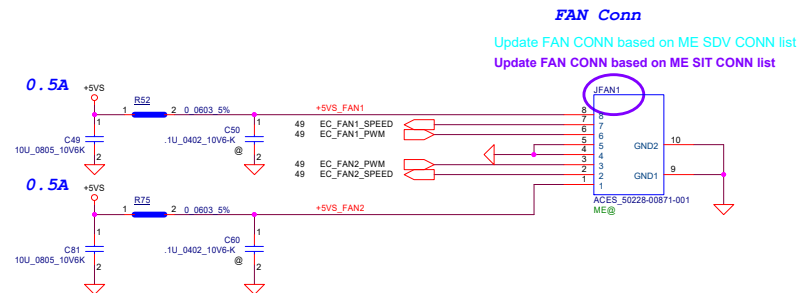 FAN Conn
Update FAN CONN based on ME SDV CONN list
Update FAN CONN based on ME SIT CONN list
0.5A
+5VS
R52
1 2 0_0603_5%
+5VS_FAN1
JFAN1
1
C49
10U_0805_10V6K
2
1
C50
.1U_0402_10V6-K
@
2
49 EC_FAN1_SPEED
49 EC_FAN1_PWM
49 EC_FAN2_PWM
49 EC_FAN2_SPEED
8 8
7 7
6 6
5 5
4 4
3 3
2 2
1 1
GND2 10
GND1 9
ACES_50228-00871-001
ME@
0.5A
+5VS
R75
1 2 0_0603_5%
+5VS_FAN2
1
C81
10U_0805_10V6K
2
1
C60
.1U_0402_10V6-K
@
2